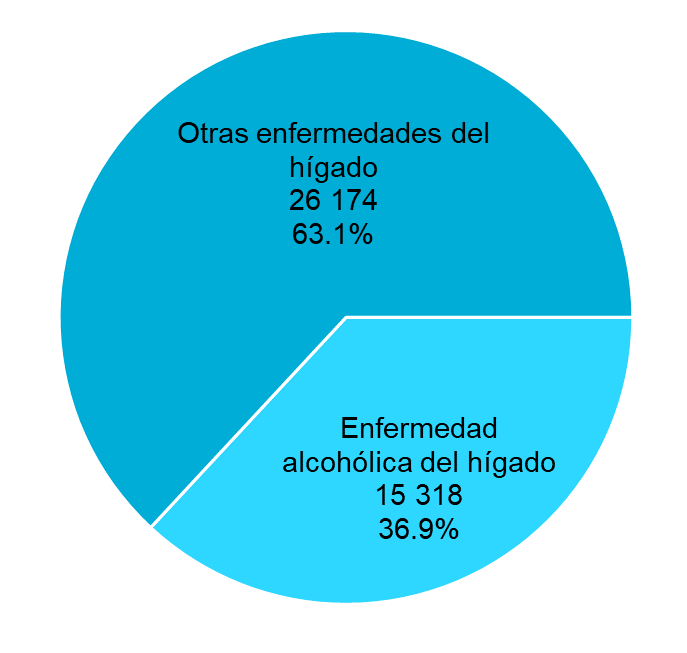 Otras enfermedades del
hígado
26 174
63.1%
Enfermedad
alcohólica del hígado
15 318
36.9%